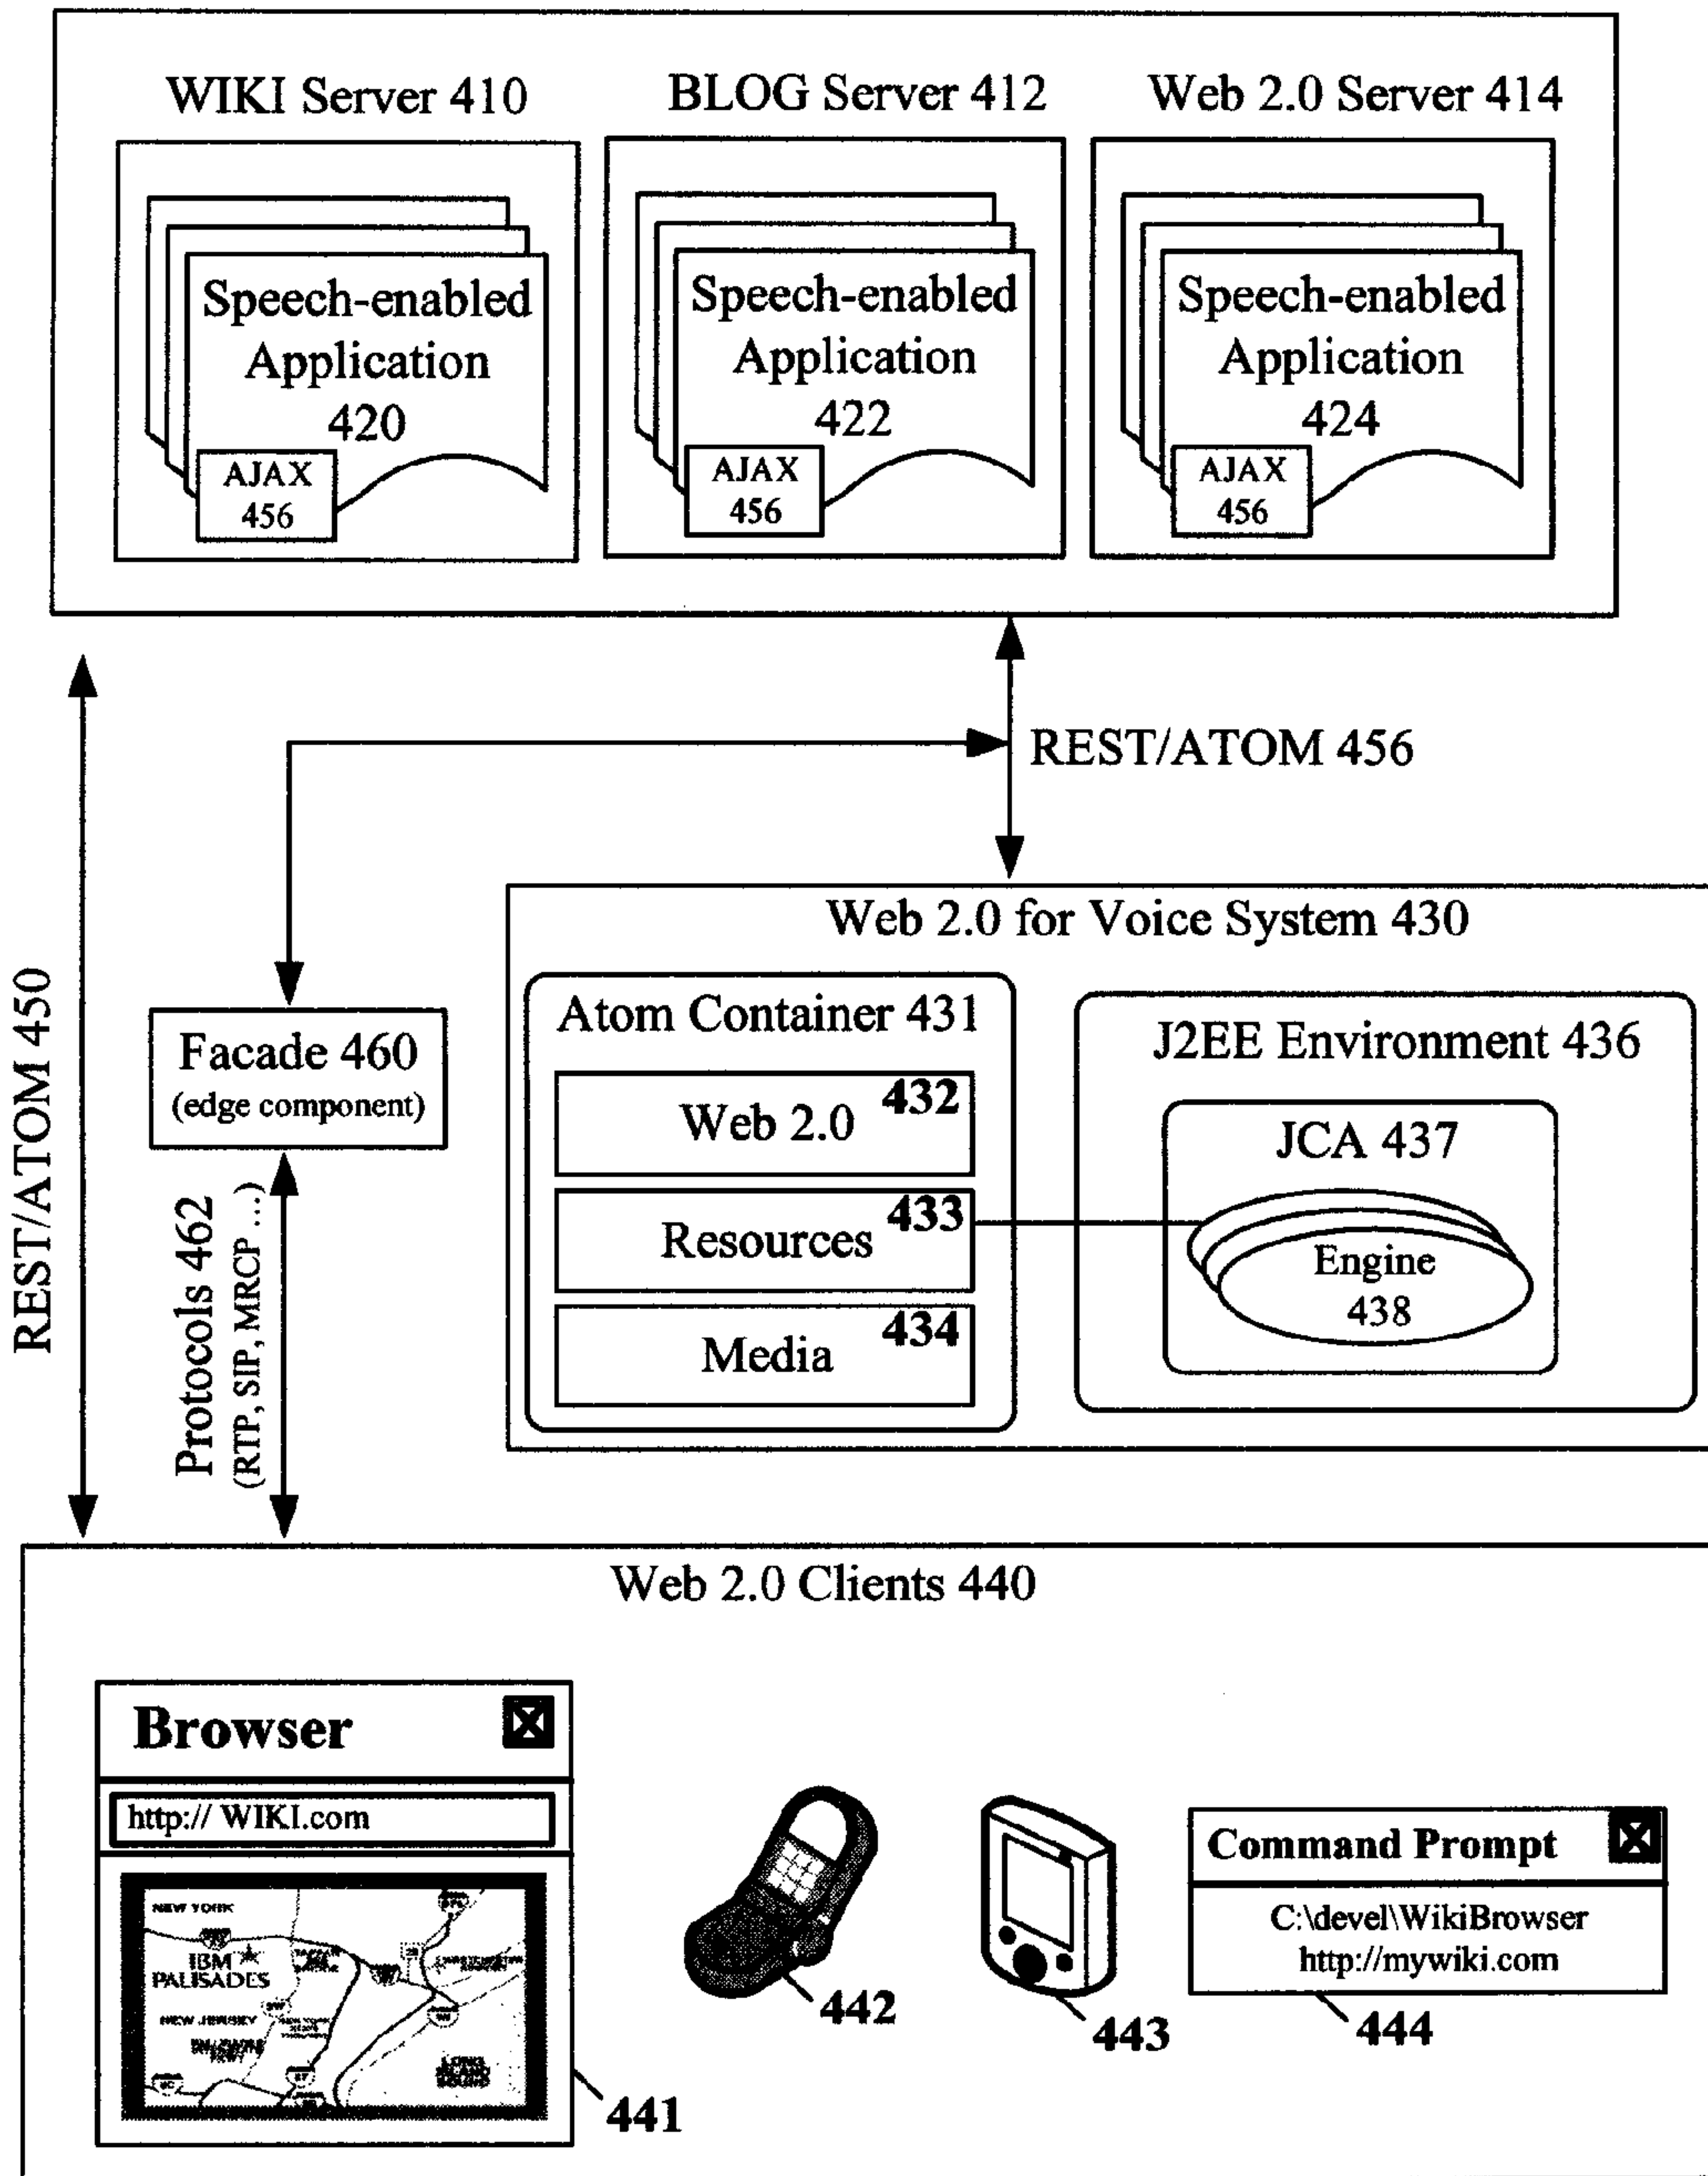 WIKI Server 410
BLOG Server 412
Web 2.0 Server 414
Speech-enabled
Application
420
AJAX
456
Speech-enabled
Application
422
AJAX
456
Speech-enabled
Application
424
AJAX
456
REST/ATOM 456
REST/ATOM 450
Facade 460
(edge component)
Protocols 462
(RTP, SIP, MRCP ...)
Web 2.0 for Voice System 430
Atom Container 431
432
Web 2.0
433
Resources
434
Media
J2EE Environment 436
JCA 437
Engine
438
Web 2.0 Clients 440
Browser
http:// WIKI.com
NEW YORK
IBM
PALISADES
NEW JERSEY
LONG
ISLAND
SOUND
441
442
443
Command Prompt
C:\devel\WikiBrowser
http://mywiki.com
444